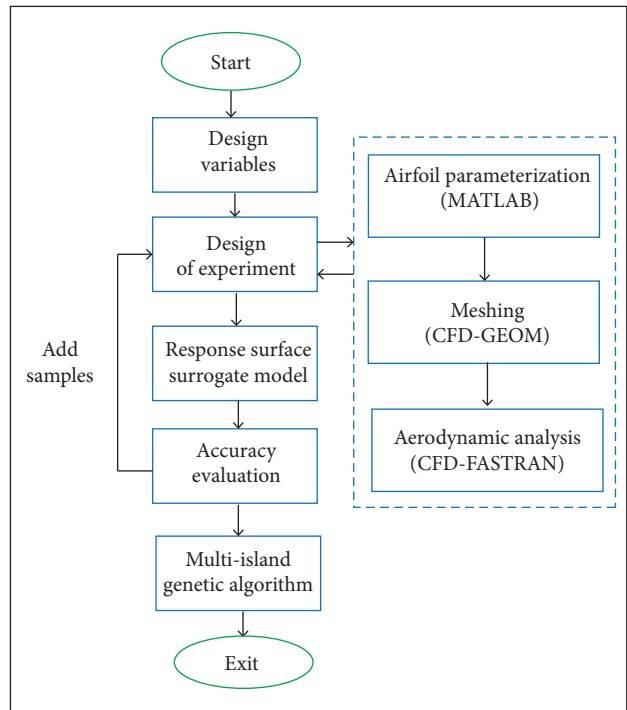 Start
Design
variables
Design
of experiment
Response surface
surrogate model
Accuracy
evaluation
Multi-island
genetic algorithm
Exit
Add
samples
Airfoil parameterization
(MATLAB)
Meshing
(CFD-GEOM)
Aerodynamic analysis
(CFD-FASTRAN)